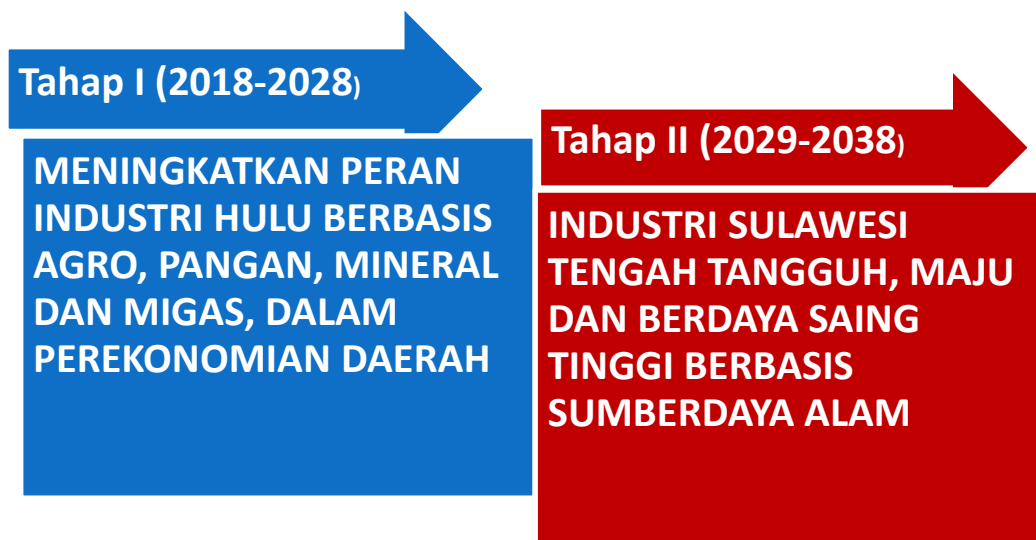 Tahap I (2018-2028)
MENINGKATKAN PERAN
INDUSTRI HULU BERBASIS
AGRO, PANGAN, MINERAL
DAN MIGAS, DALAM
PEREKONOMIAN DAERAH
Tahap II (2029-2038)
INDUSTRI SULAWESI
TENGAH TANGGUH, MAJU
DAN BERDAYA SAING
TINGGI BERBASIS
SUMBERDAYA ALAM